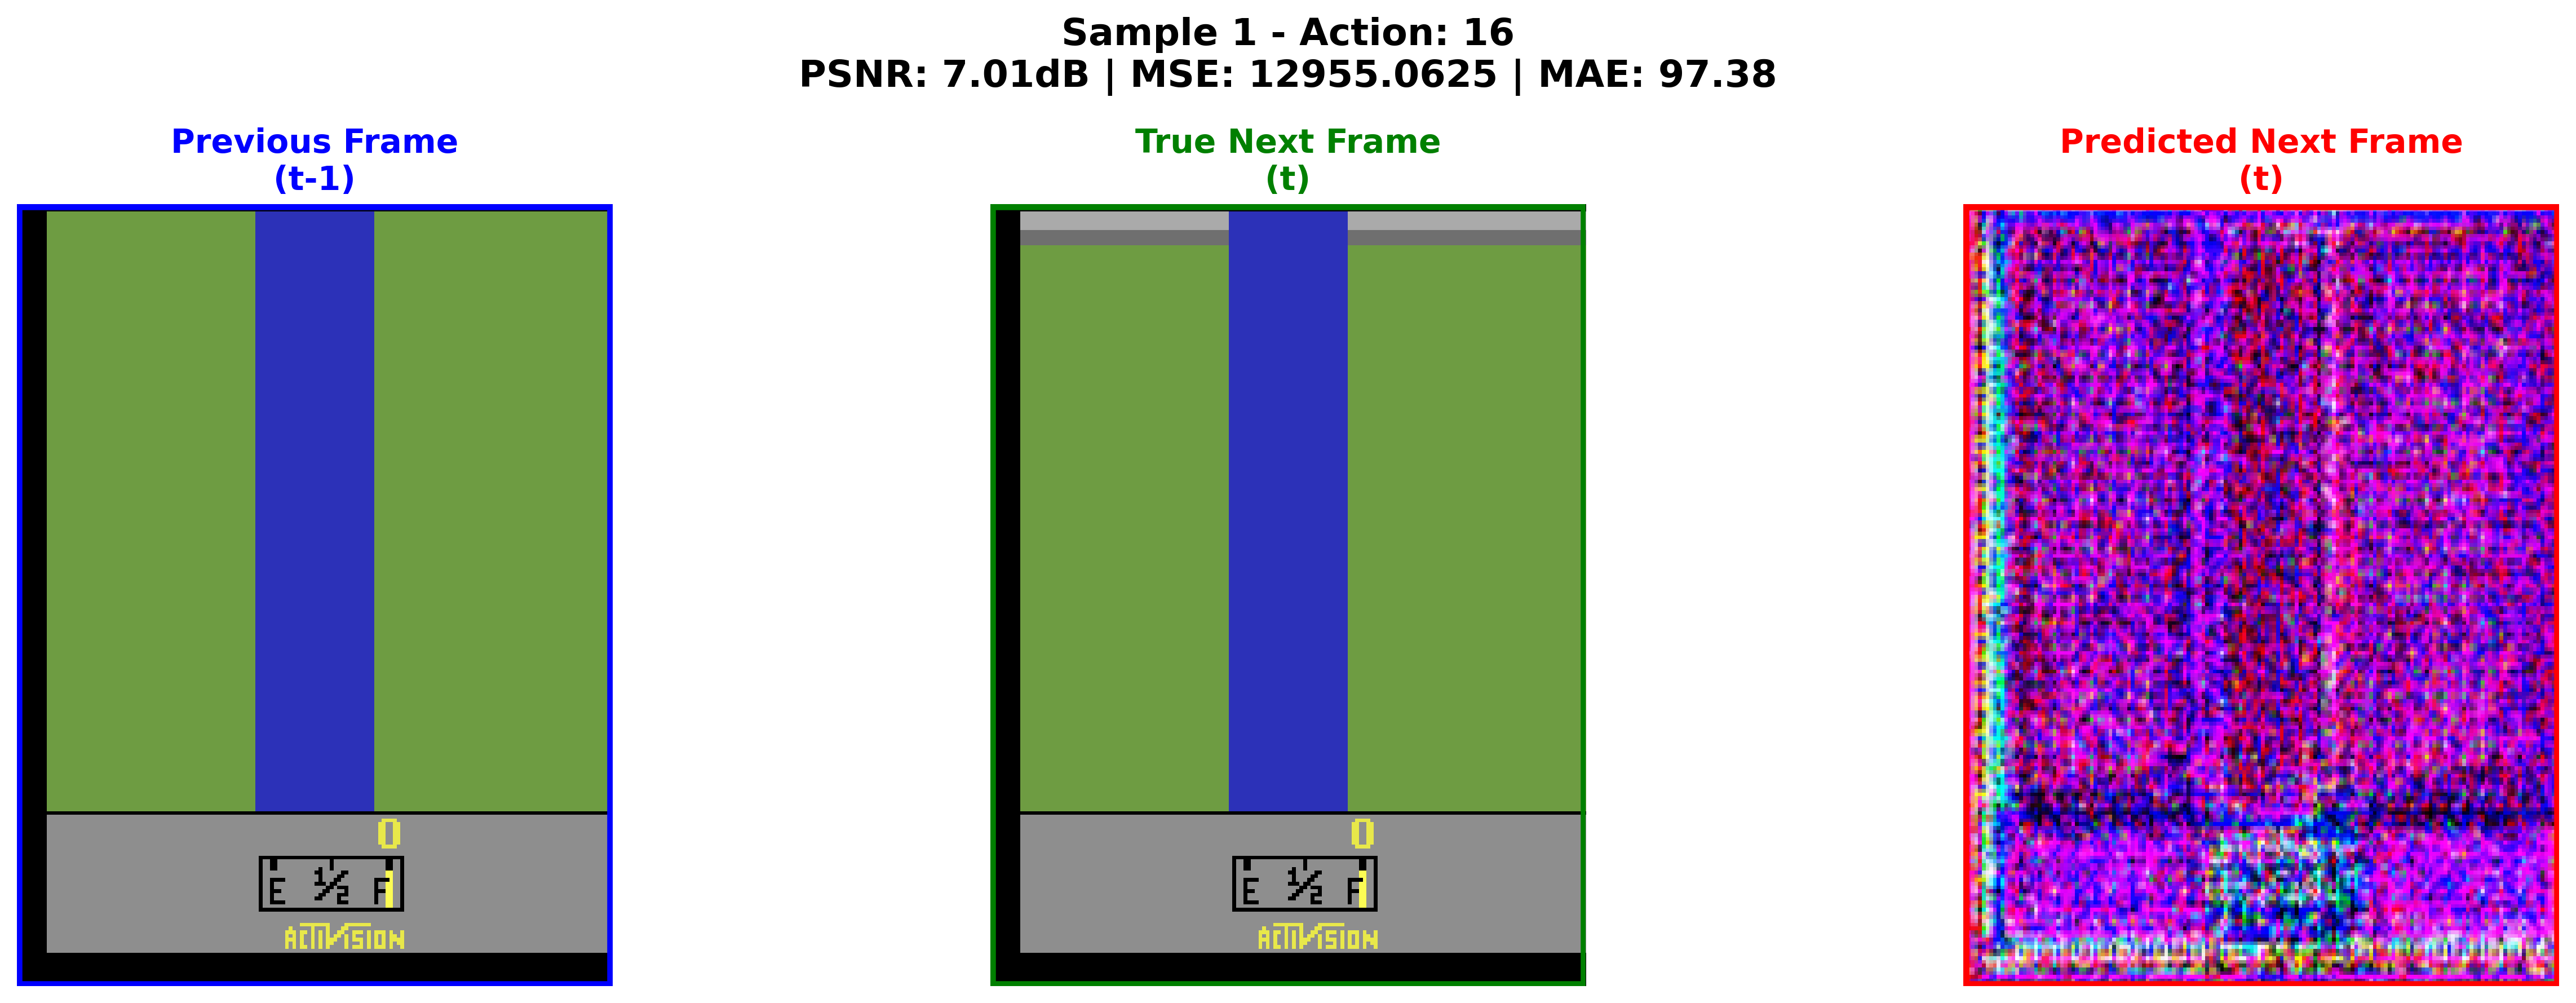 Sample 1 - Action: 16
PSNR: 7.01dB | MSE: 12955.0625 | MAE: 97.38
Previous Frame
(t-1)
True Next Frame
(t)
Predicted Next Frame
(t)
0
E 1/2 F
ACTIVISION
0
E 1/2 F
ACTIVISION